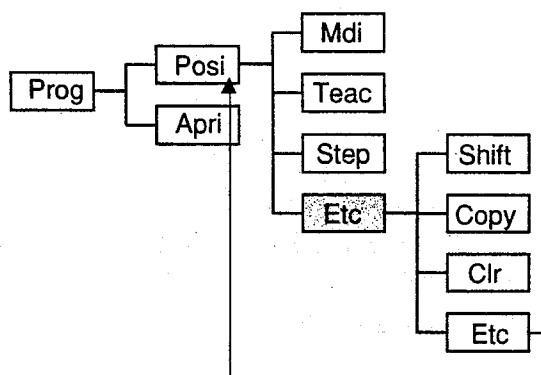 Prog
Posi
Apri
Mdi
Teac
Step
Etc
Shift
Copy
Clr
Etc